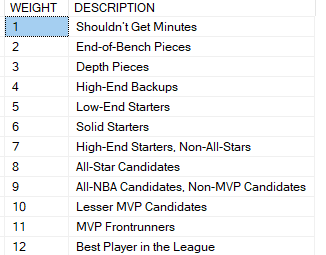 WEIGHT DESCRIPTION
1 Shouldn't Get Minutes
2 End-of-Bench Pieces
3 Depth Pieces
4 High-End Backups
5 Low-End Starters
6 Solid Starters
7 High-End Starters, Non-All-Stars
8 All-Star Candidates
9 All-NBA Candidates, Non-MVP Candidates
10 Lesser MVP Candidates
11 MVP Frontrunners
12 Best Player in the League